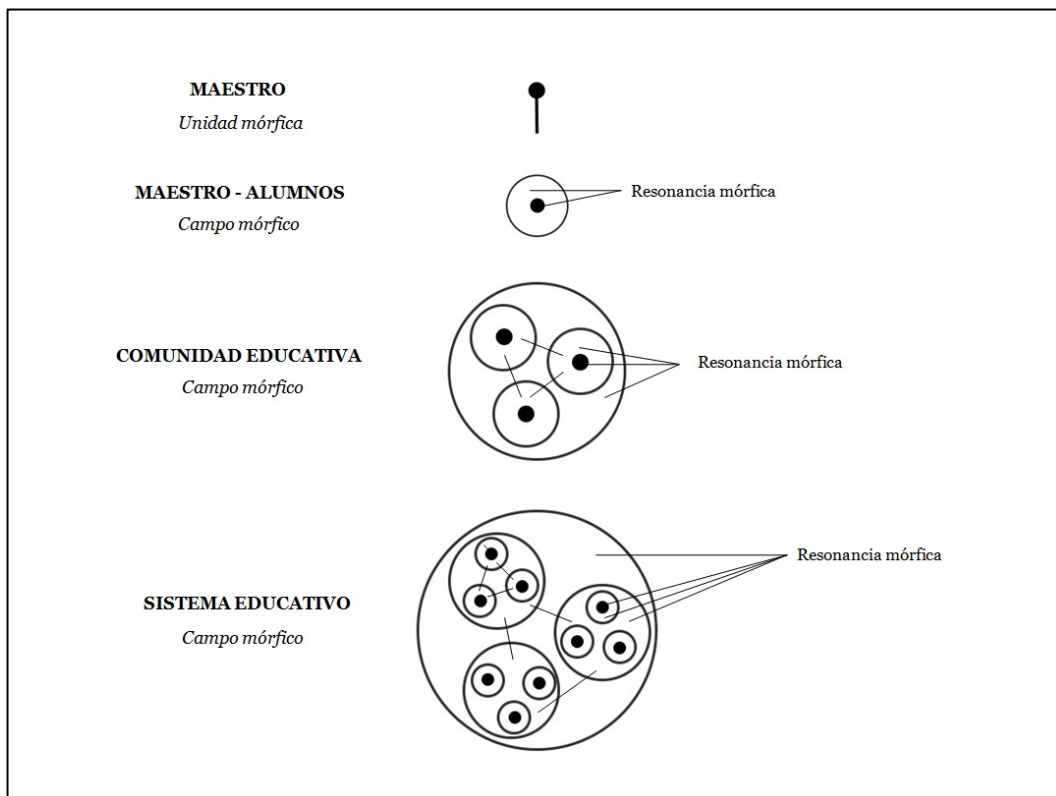 MAESTRO
Unidad mórfica
MAESTRO - ALUMNOS
Campo mórfico
Resonancia mórfica
COMUNIDAD EDUCATIVA
Campo mórfico
Resonancia mórfica
SISTEMA EDUCATIVO
Campo mórfico
Resonancia mórfica